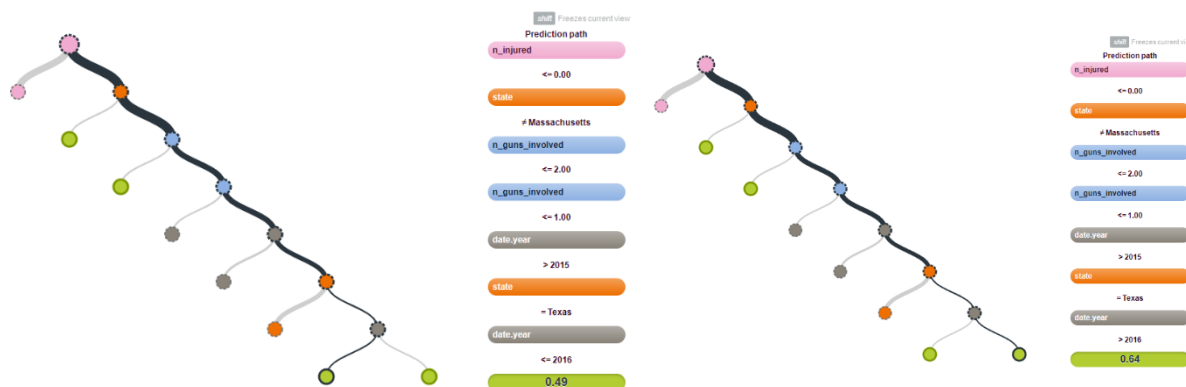 shift Freezes current view
Prediction path
n_injured
<= 0.00
state
≠ Massachusetts
n_guns_involved
<= 2.00
n_guns_involved
<= 1.00
date.year
> 2015
state
= Texas
date.year
<= 2016
0.49
shift Freezes current vi
Prediction path
n_injured
<= 0.00
state
≠ Massachusetts
n_guns_involved
<= 2.00
n_guns_involved
<= 1.00
date.year
> 2015
state
= Texas
date.year
> 2016
0.64